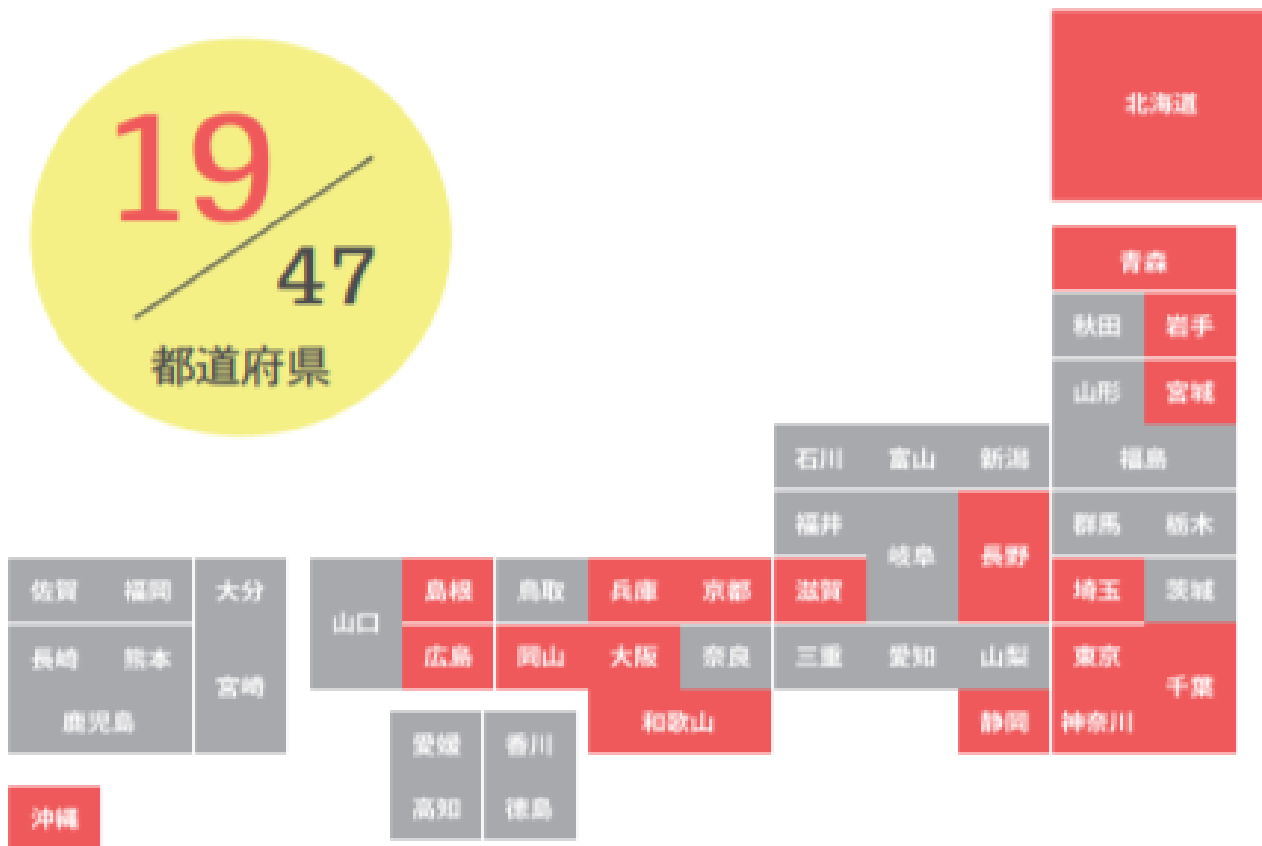 19
47
都道府県
北海道
青森
秋田 岩手
山形 宮城
石川 富山 新潟 福島
福井 群馬 栃木
岐阜 長野
佐賀 福岡 大分 島根 鳥取 兵庫 京都 滋賀 埼玉 茨城
山口
長崎 熊本 広島 岡山 大阪 奈良 三重 愛知 山梨 東京
宮崎 千葉
鹿児島 和歌山 静岡 神奈川
愛媛 香川
高知 徳島
沖縄